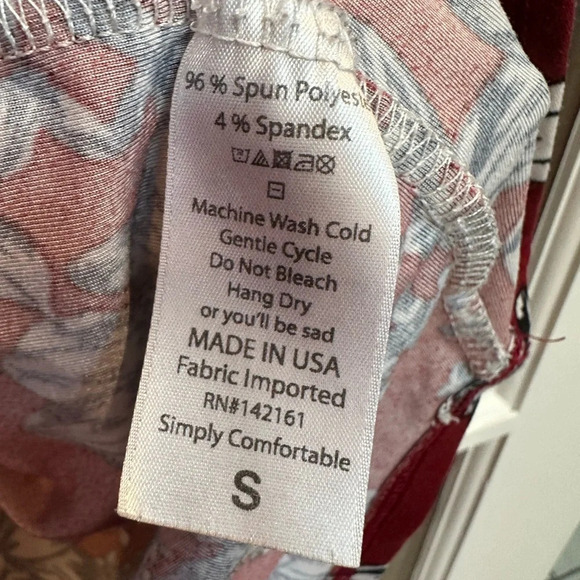 96 % Spun Polyes
4 % Spandex
Machine Wash Cold
Gentle Cycle
Do Not Bleach
Hang Dry
or you'll be sad
MADE IN USA
Fabric Imported
RN#142161
Simply Comfortable
S